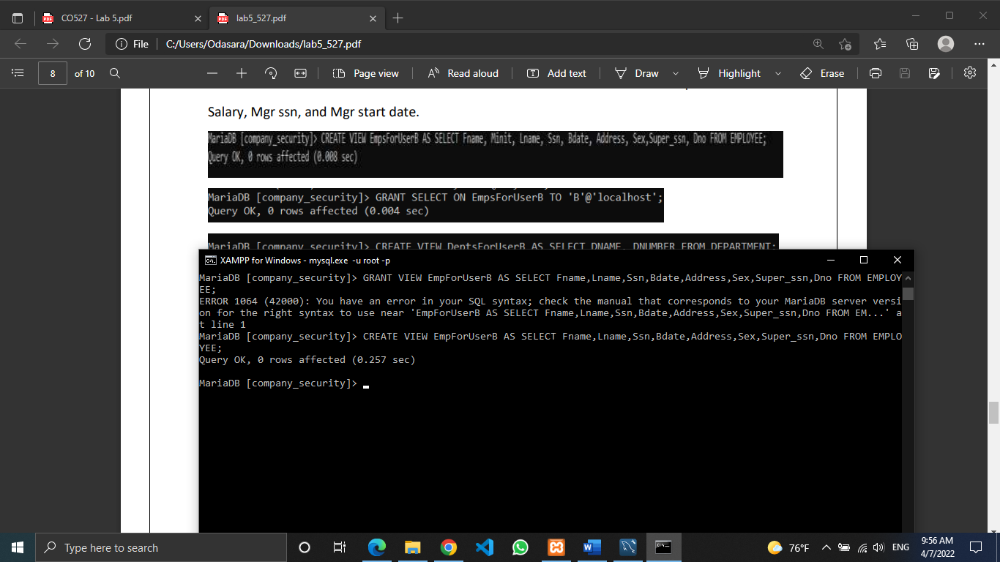 CO527 - Lab 5.pdf
lab5_527.pdf
File
C:/Users/Odasara/Downloads/lab5_527.pdf
8
of 10
Page view
A
Read aloud
Add text
Draw
Highlight
Erase
Salary, Mgr ssn, and Mgr start date.
MariaDB [company_security]> CREATE VIEW EmpsForUserB AS SELECT Fname, Minit, Lname, Ssn, Bdate, Address, Sex,Super_ssn, Dno FROM EMPLOYEE;
Query OK, 0 rows affected (0.008 sec)
MariaDB [company_security]> GRANT SELECT ON EmpsForUserB TO 'B'@'localhost';
Query OK, 0 rows affected (0.004 sec)
MariaDB [company_security]> CREATE VIEW DeptsForUserB AS SELECT DNAME, DNUMBER FROM DEPARTMENT;
XAMPP for Windows - mysql.exe -u root -p
MariaDB [company_security]> GRANT VIEW EmpForUserB AS SELECT Fname,Lname,Ssn,Bdate,Address,Sex,Super_ssn,Dno FROM EMPLOY
EE;
ERROR 1064 (42000): You have an error in your SQL syntax; check the manual that corresponds to your MariaDB server versi
on for the right syntax to use near 'EmpForUserB AS SELECT Fname,Lname,Ssn,Bdate,Address,Sex,Super_ssn,Dno FROM EM...' a
t line 1
MariaDB [company_security]> CREATE VIEW EmpForUserB AS SELECT Fname,Lname,Ssn,Bdate,Address,Sex,Super_ssn,Dno FROM EMPLO
YEE;
Query OK, 0 rows affected (0.257 sec)
MariaDB [company_security]>
Type here to search
76°F
ENG
9:56 AM
4/7/2022